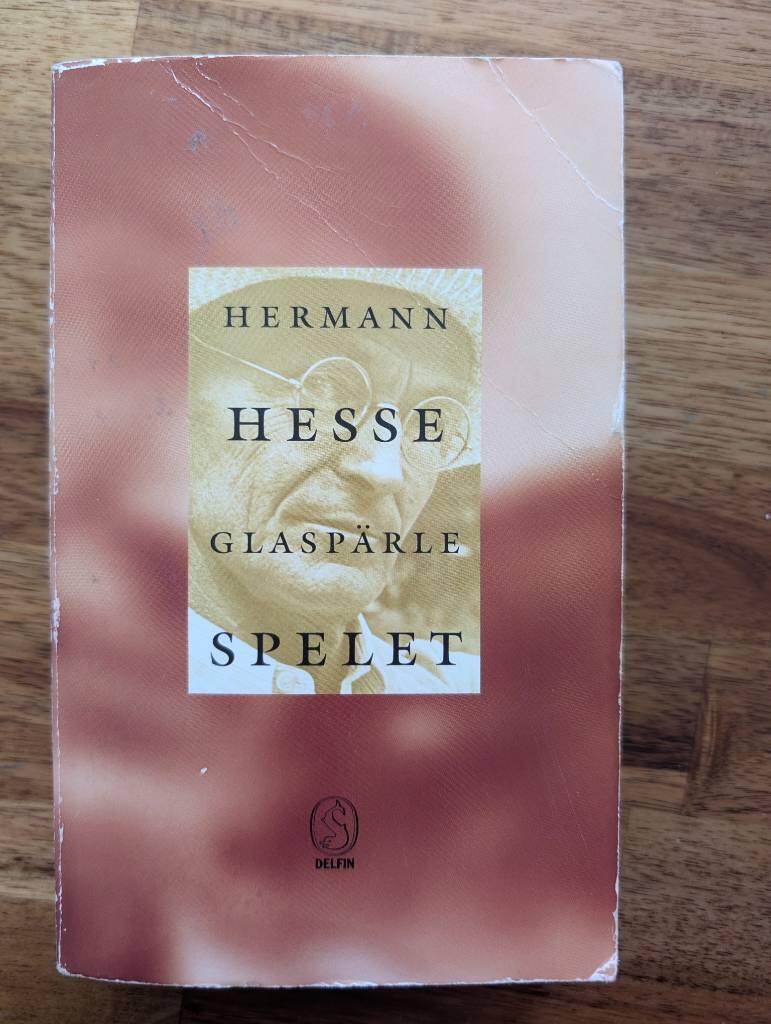 HERMANN
HESSE
GLASPÄRLE
SPELET
DELFIN